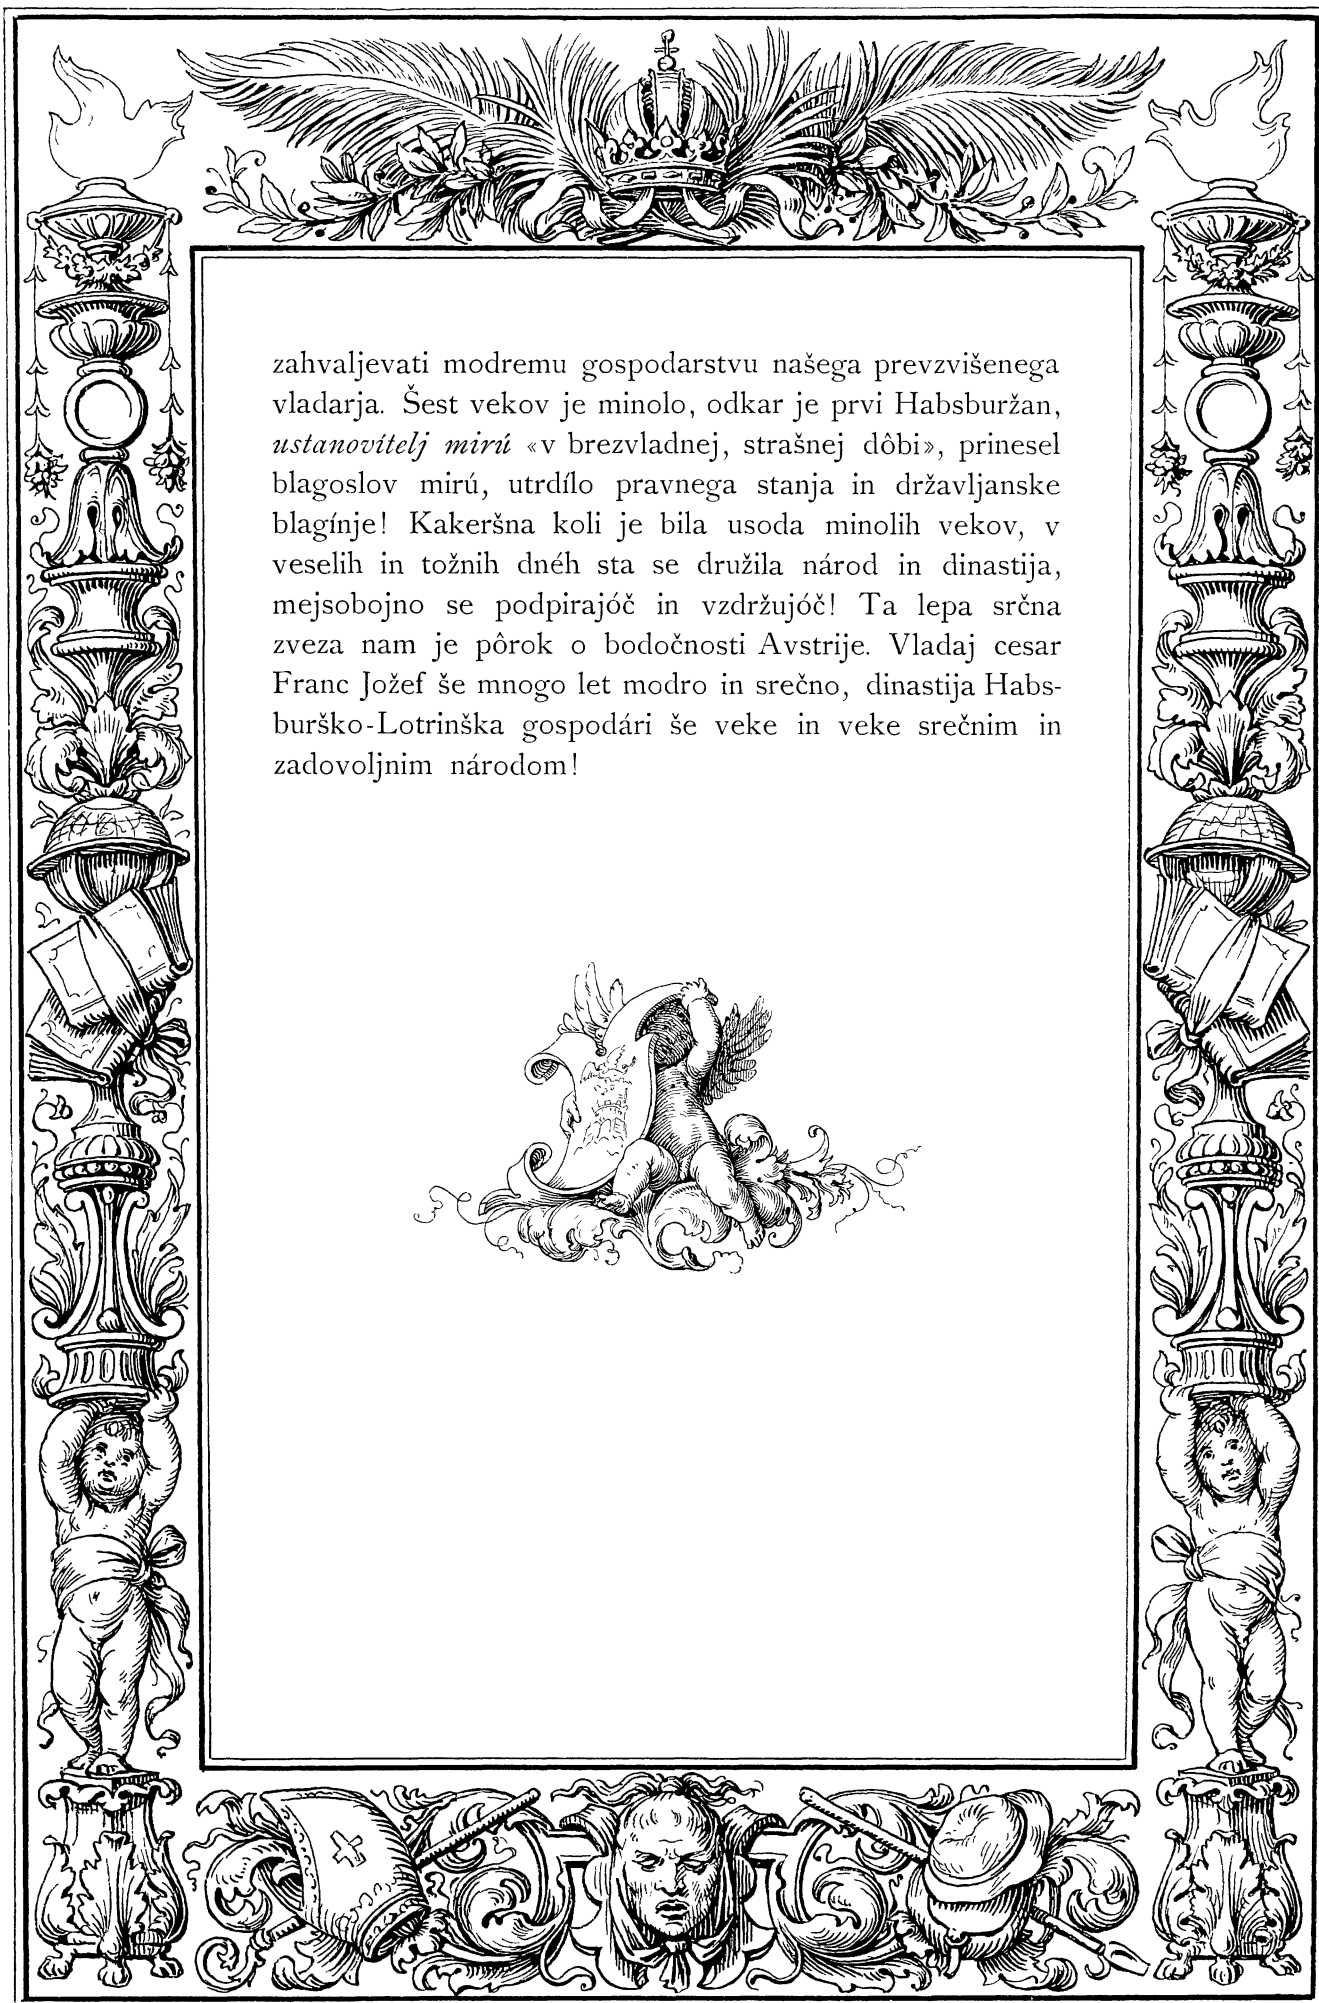 zahvaljevati modremu gospodarstvu našega prevzvišenega
vladarja. Šest vekov je minolo, odkar je prvi Habsburžan,
ustanovítelj mirú «v brezvladnej, strašnej dôbi», prinesel
blagoslov mirú, utrdílo pravnega stanja in državljanske
blagínje! Kakeršna koli je bila usoda minolih vekov, v
veselih in tožnih dnéh sta se družila národ in dinastija,
mejsobojno se podpirajóč in vzdržujóč! Ta lepa srčna
zveza nam je pôrok o bodočnosti Avstrije. Vladaj cesar
Franc Jožef še mnogo let modro in srečno, dinastija Habs-
burško-Lotrinška gospodári še veke in veke srečnim in
zadovoljnim národom!